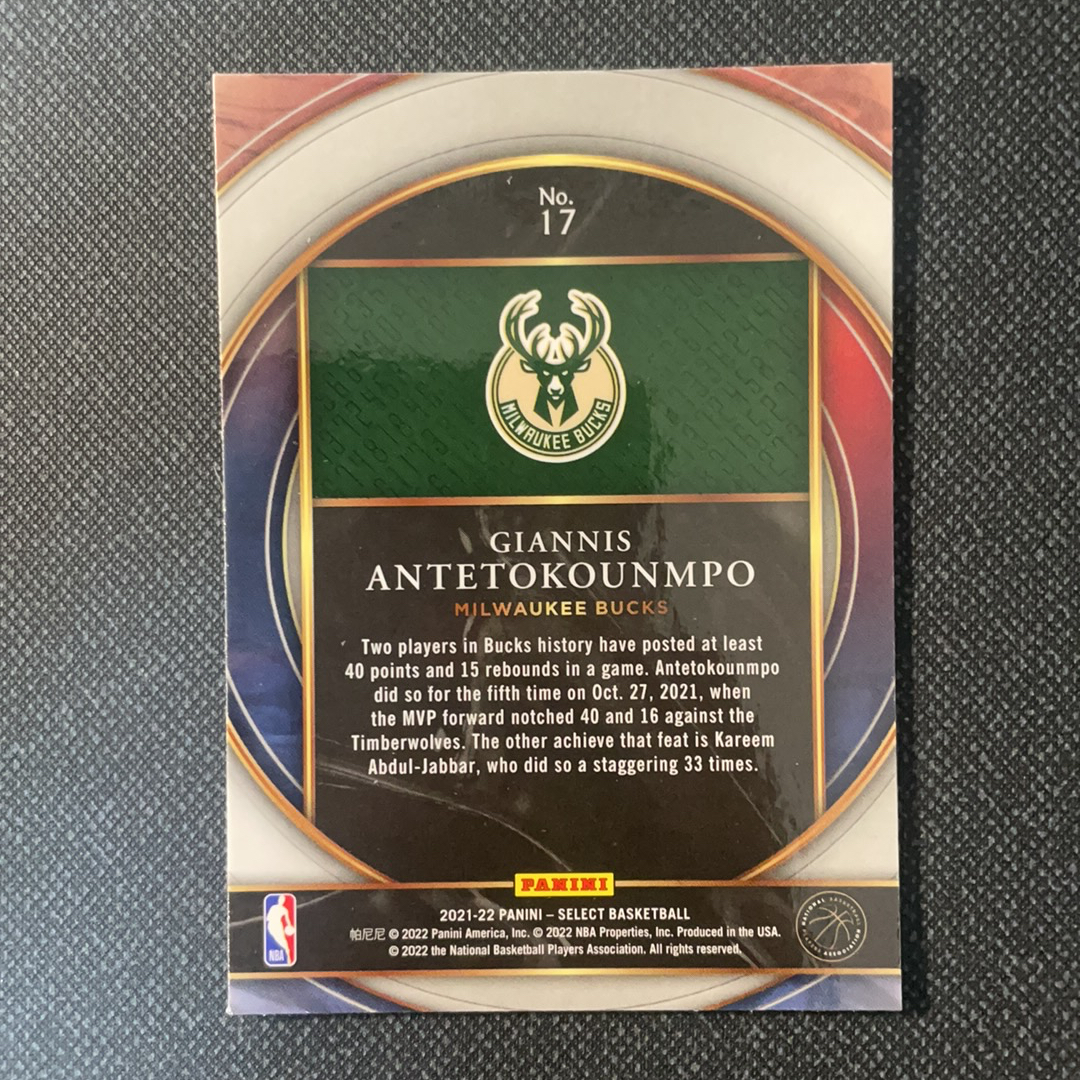 No.
17
MILWAUKEE BUCKS
GIANNIS
ANTETOKOUNMPO
MILWAUKEE BUCKS
Two players in Bucks history have posted at least
40 points and 15 rebounds in a game. Antetokounmpo
did so for the fifth time on Oct. 27, 2021, when
the MVP forward notched 40 and 16 against the
Timberwolves. The other achieve that feat is Kareem
Abdul-Jabbar, who did so a staggering 33 times.
PANINI
2021-22 PANINI – SELECT BASKETBALL
帕尼尼 © 2022 Panini America, Inc. © 2022 NBA Properties, Inc. Produced in the USA.
© 2022 the National Basketball Players Association. All rights reserved.
NBA
NATIONAL BASKETBALL
PLAYERS ASSOCIATION